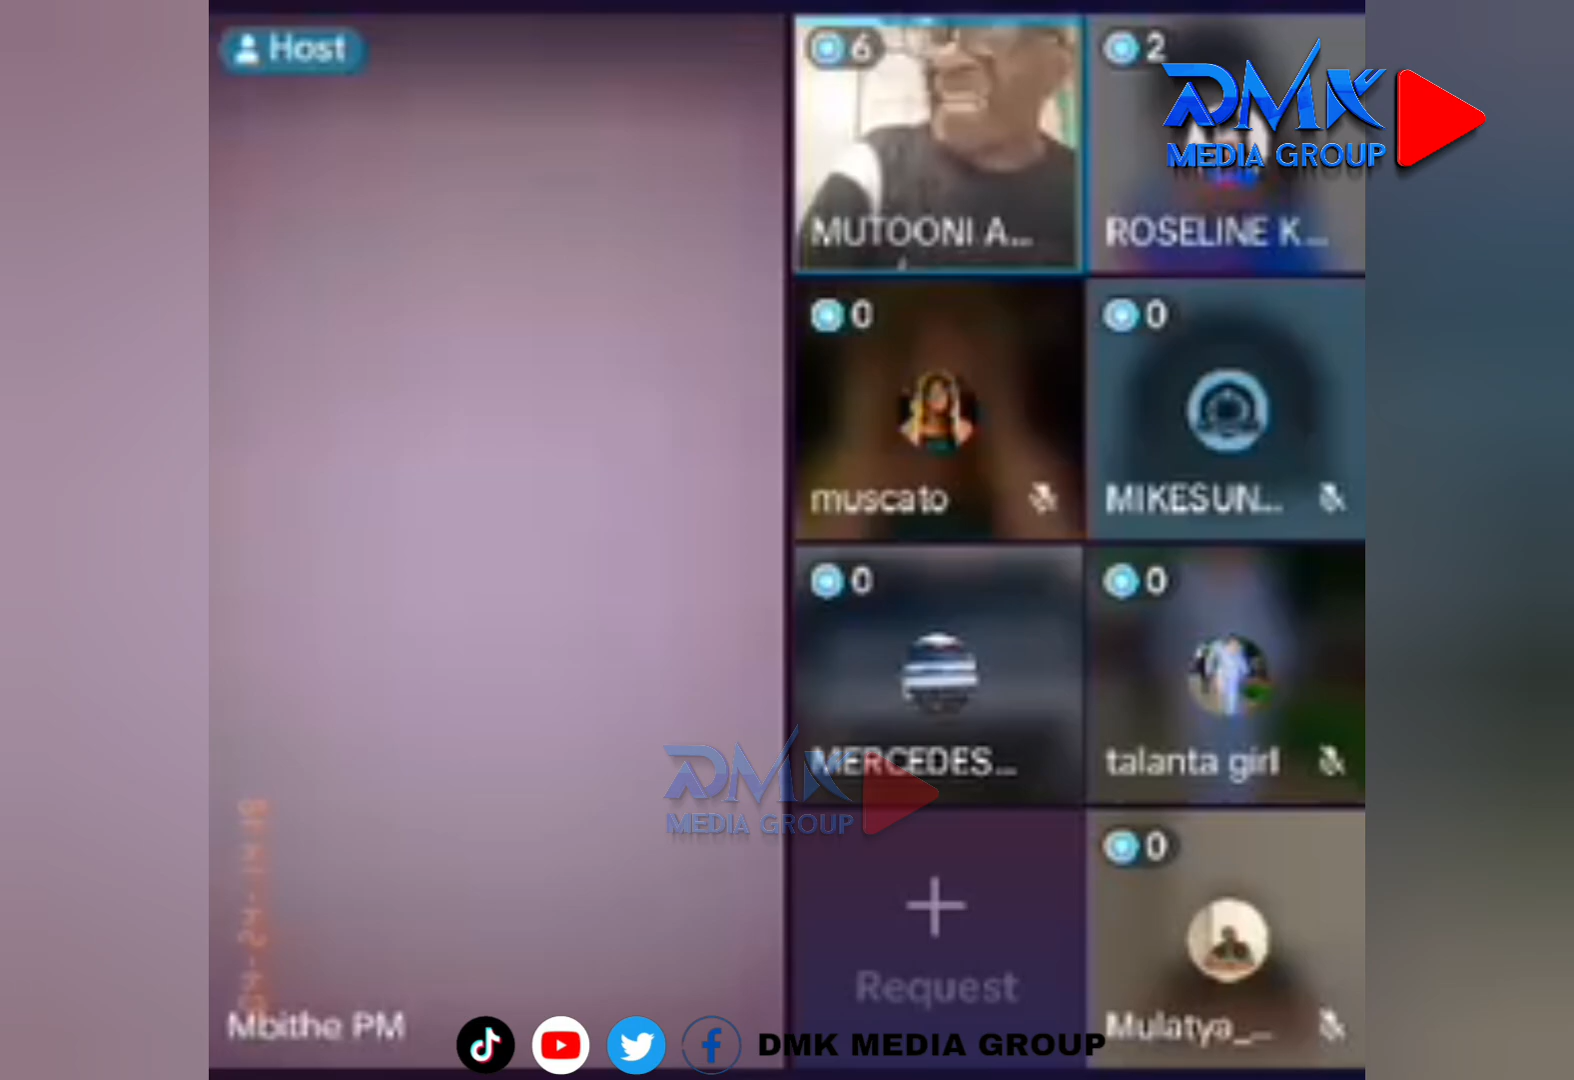 Host
6
MUTOONI A...
2
ROSELINE K...
DMK
MEDIA GROUP
0
muscato
0
MIKESUN...
0
MERCEDES...
0
talanta girl
DMK
MEDIA GROUP
Request
0
Mulatya_...
Mbithe PM
DMK MEDIA GROUP